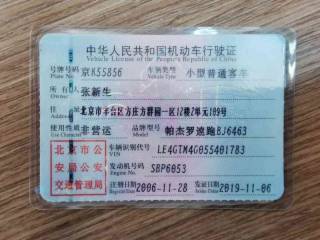 中华人民共和国机动车行驶证
Vehicle License of the People's Republic of China
号牌号码 京K55856 车辆类型 小型普通客车
Plate No. Vehicle Type
所有人 张新生
住址 北京市丰台区方庄方群园一区12楼2单元109号
使用性质 非营运 品牌型号 帕杰罗速跑BJ6463
车辆识别代号 LE4GTM4G055401783
VIN
发动机号码 SBP6053
Engine No.
注册日期 2006-11-28 发证日期 2019-11-06
Register Date Issue Date
北京市公
安局公安
交通管理局